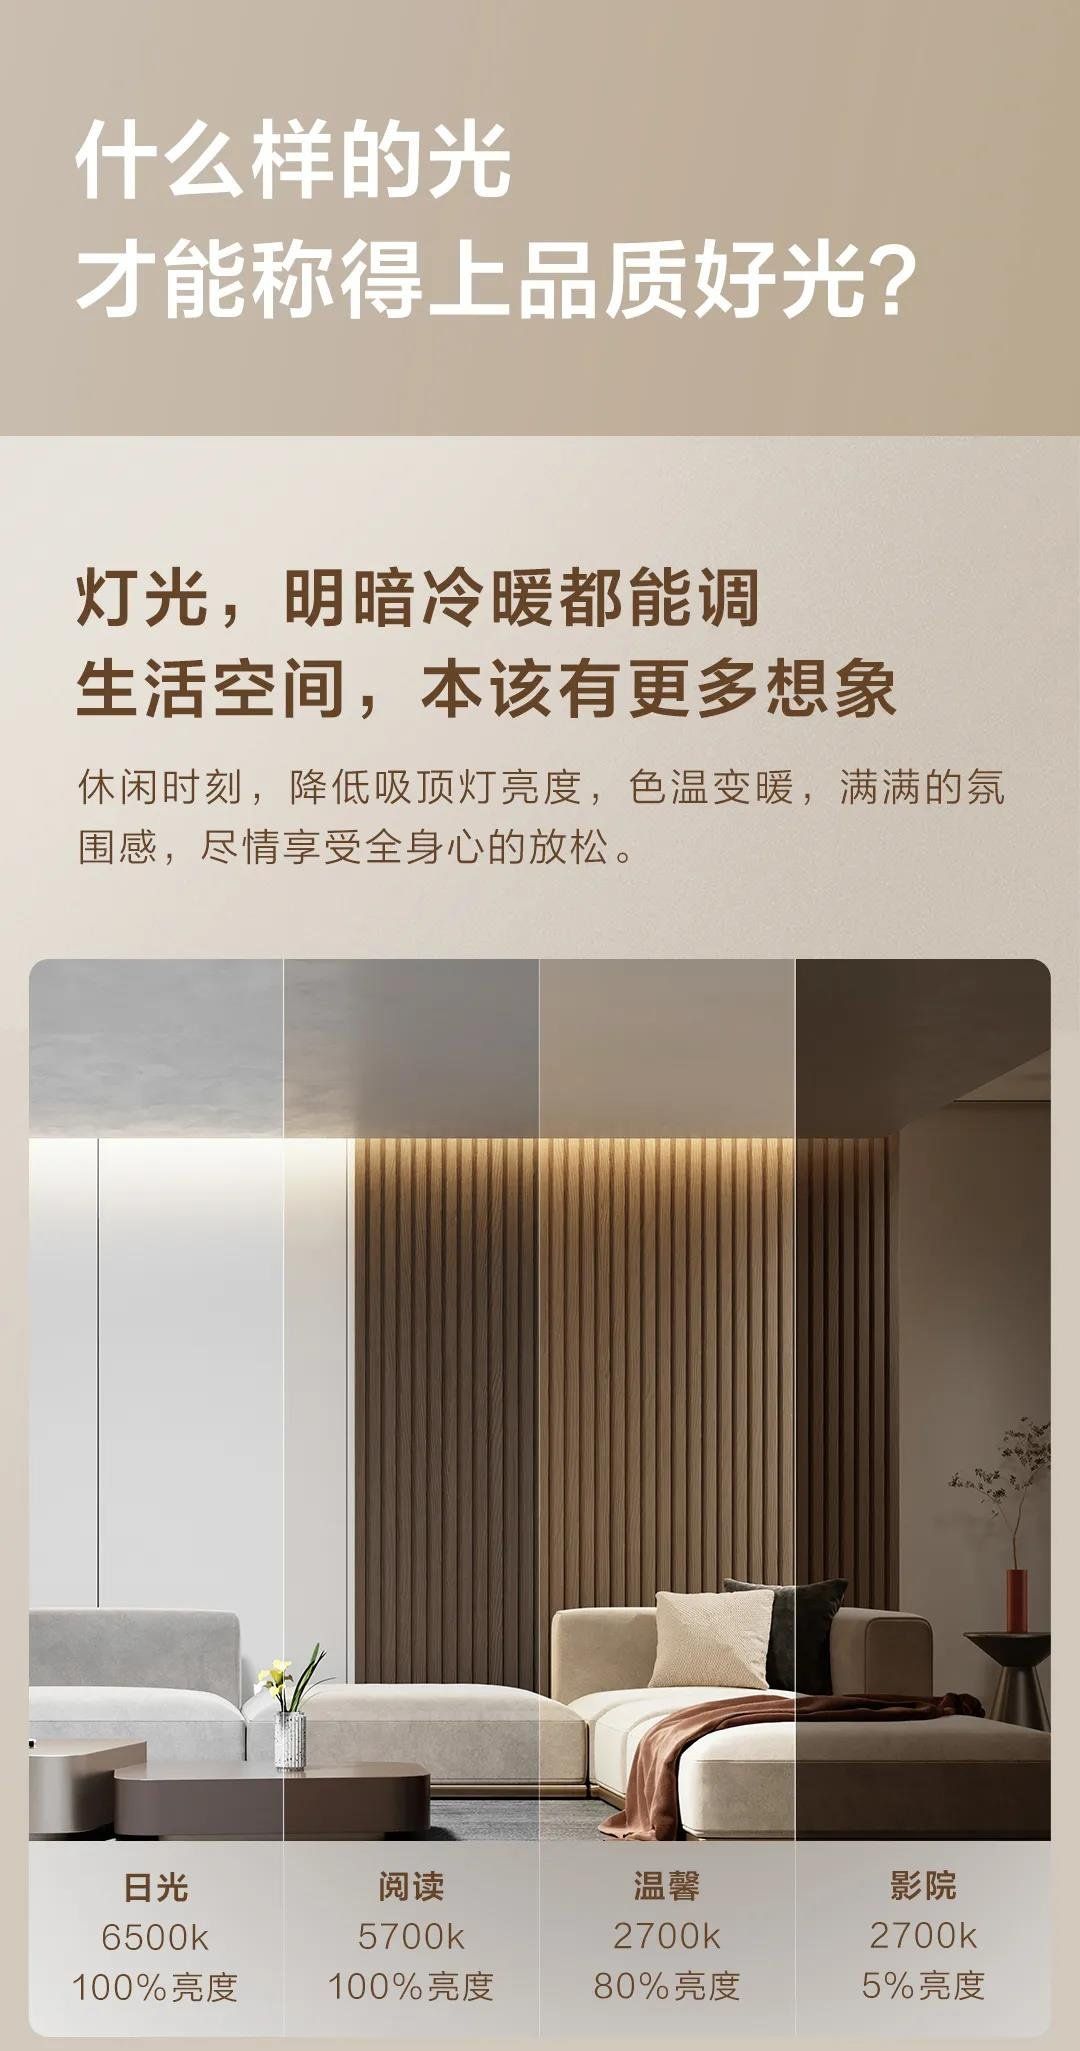 什么样的光
才能称得上品质好光?
灯光，明暗冷暖都能调
生活空间，本该有更多想象
休闲时刻，降低吸顶灯亮度，色温变暖，满满的氛
围感，尽情享受全身心的放松。
日光
6500k
100%亮度
阅读
5700k
100%亮度
温馨
2700k
80%亮度
影院
2700k
5%亮度